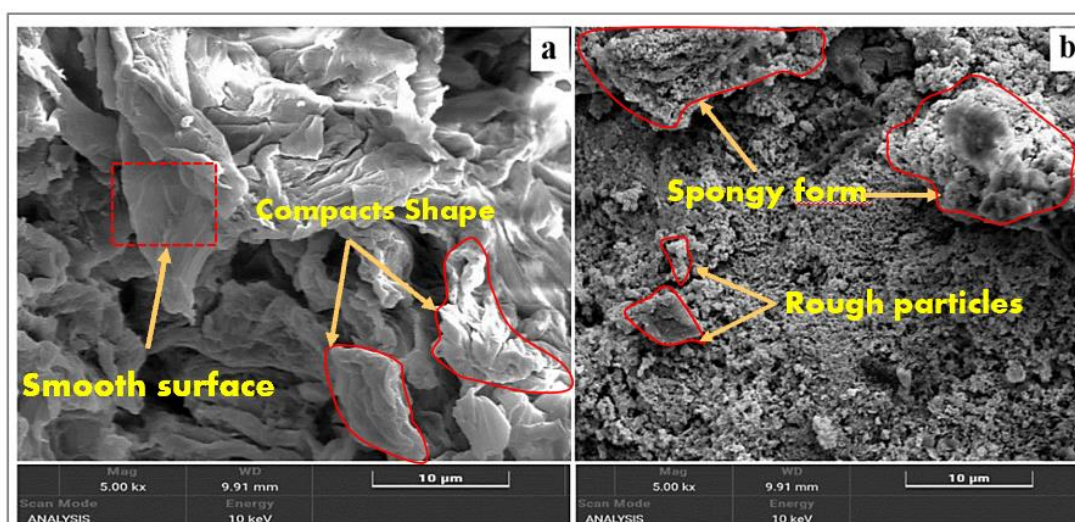 a
Compacts Shape
Smooth surface
Mag
WD
5.00 kx
9.91 mm
10 µm
Scan Mode
Energy
ANALYSIS
10 keV
b
Spongy form
Rough particles
Mag
WD
5.00 kx
9.91 mm
10 µm
Scan Mode
Energy
ANALYSIS
10 keV